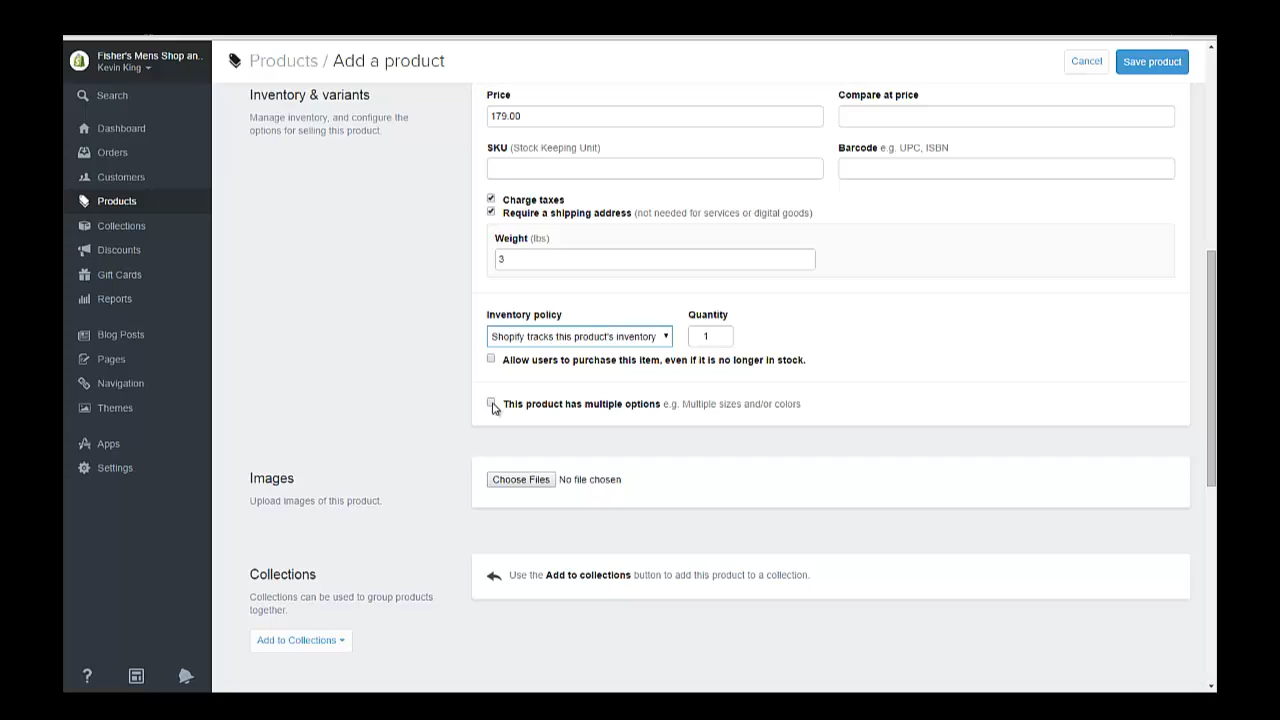 Fisher's Mens Shop an..
Kevin King
Search
Dashboard
Orders
Customers
Products
Collections
Discounts
Gift Cards
Reports
Blog Posts
Pages
Navigation
Themes
Apps
Settings
?
Products / Add a product
Cancel
Save product
Inventory & variants
Manage inventory, and configure the
options for selling this product.
Price
Compare at price
179.00
SKU (Stock Keeping Unit)
Barcode e.g. UPC, ISBN
Charge taxes
Require a shipping address (not needed for services or digital goods)
Weight (lbs)
3
Inventory policy
Quantity
Shopify tracks this product's inventory
1
Allow users to purchase this item, even if it is no longer in stock.
This product has multiple options e.g. Multiple sizes and/or colors
Images
Upload images of this product.
Choose Files No file chosen
Collections
Collections can be used to group products
together.
Add to Collections
Use the Add to collections button to add this product to a collection.